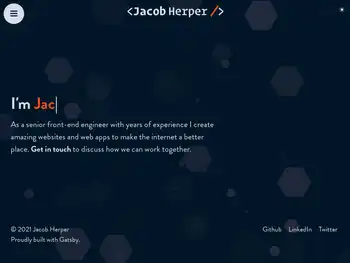 <Jacob Herper />
I'm Jac
As a senior front-end engineer with years of experience I create
amazing websites and web apps to make the internet a better
place. Get in touch to discuss how we can work together.
© 2021 Jacob Herper
Github LinkedIn Twitter
Proudly built with Gatsby.